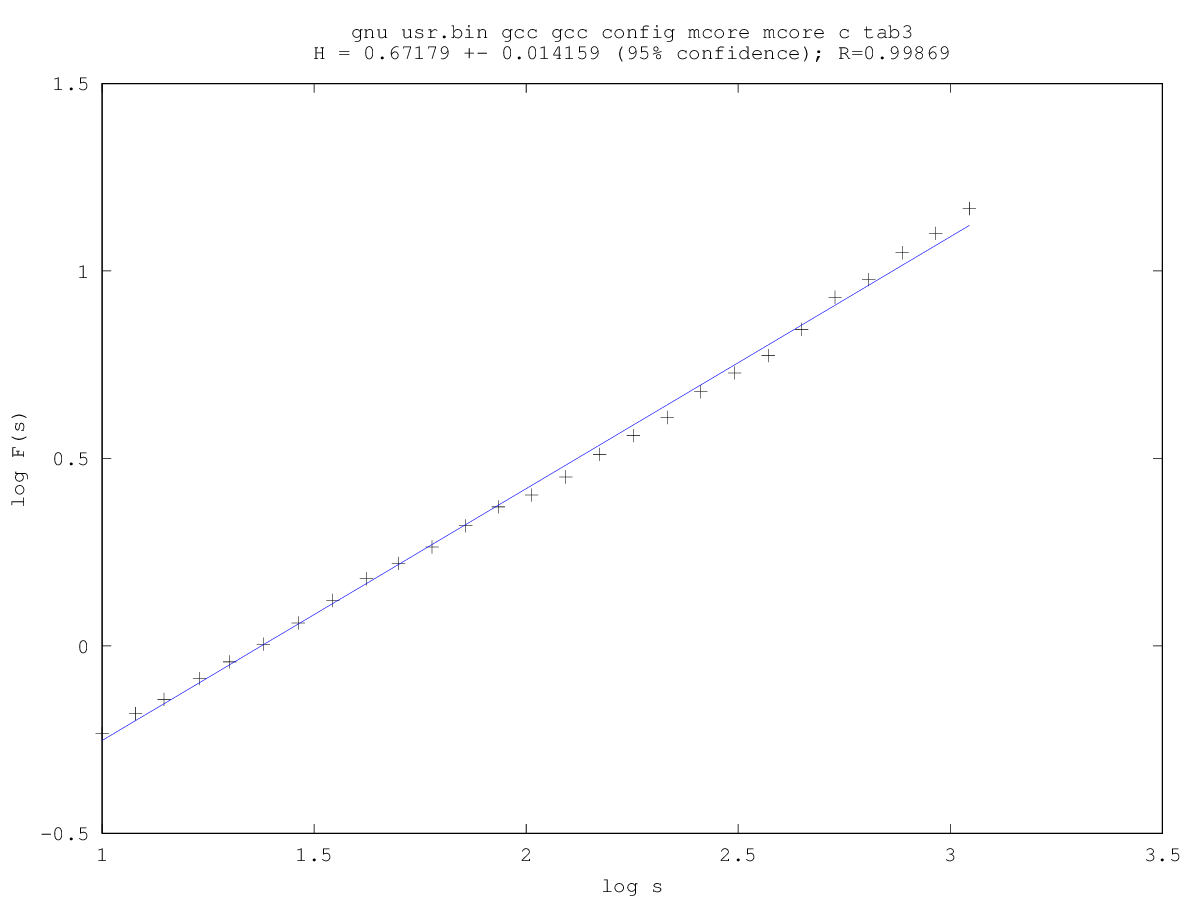 gnu usr.bin gcc gcc config mcore mcore c tab3
H = 0.67179 +- 0.014159 (95% confidence); R=0.99869
1.5
1
0.5
0
-0.5
log F(s)
1 1.5 2 2.5 3 3.5
log s